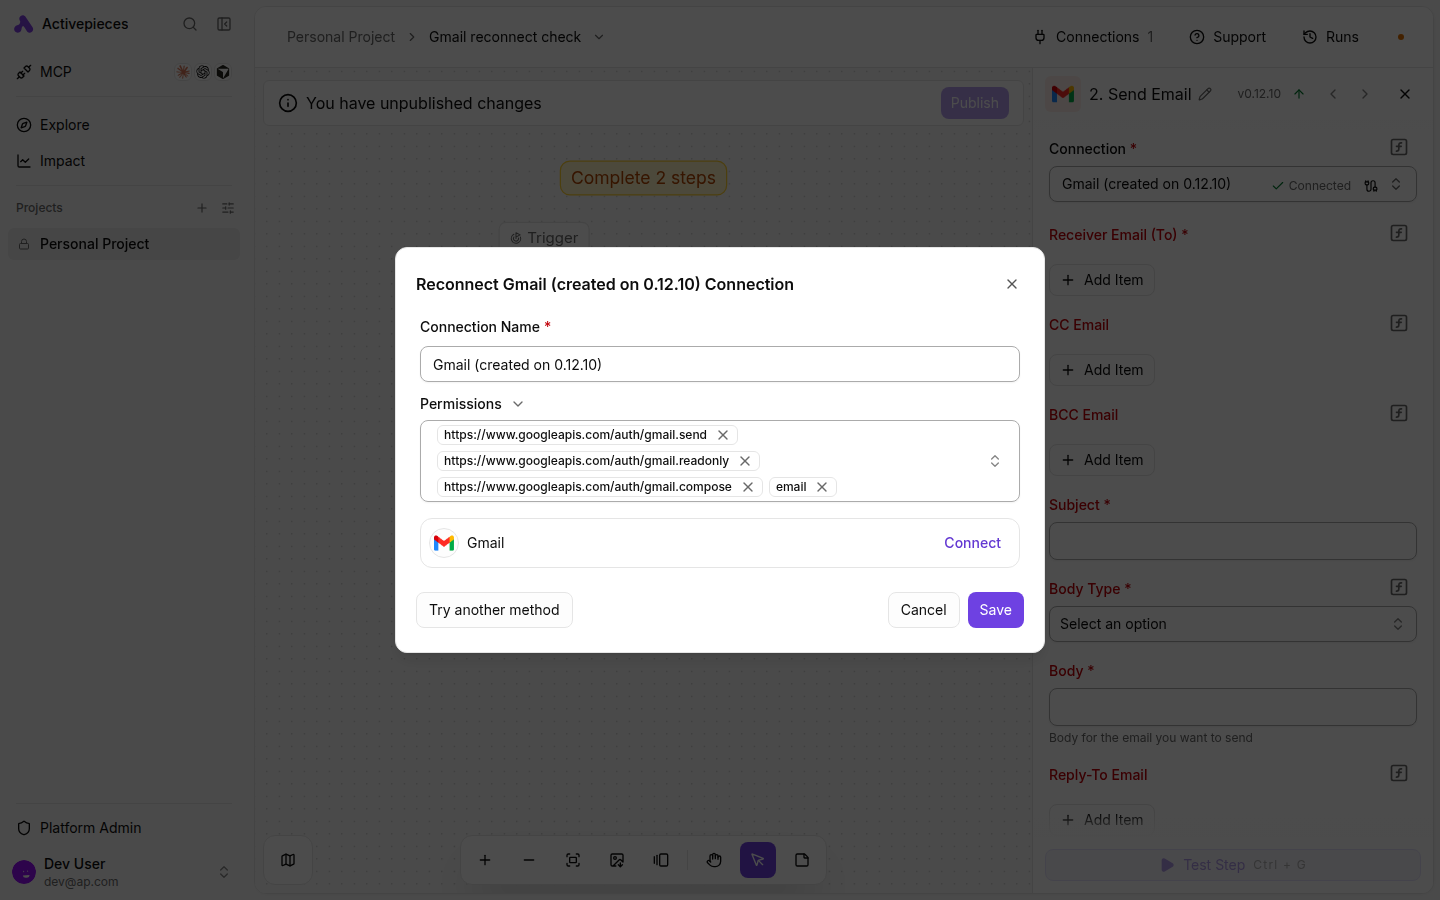 Activepieces
MCP
Explore
Impact
Projects
Personal Project
Platform Admin
Dev User
dev@ap.com
Personal Project
Gmail reconnect check
Connections 1
Support
Runs
You have unpublished changes
Publish
Complete 2 steps
Trigger
Reconnect Gmail (created on 0.12.10) Connection
Connection Name *
Gmail (created on 0.12.10)
Permissions
https://www.googleapis.com/auth/gmail.send
https://www.googleapis.com/auth/gmail.readonly
https://www.googleapis.com/auth/gmail.compose email
Gmail
Connect
Try another method
Cancel
Save
2. Send Email
v0.12.10
Connection *
Gmail (created on 0.12.10)
Connected
Receiver Email (To) *
Add Item
CC Email
Add Item
BCC Email
Add Item
Subject *
Body Type *
Select an option
Body *
Body for the email you want to send
Reply-To Email
Add Item
Test Step Ctrl + G